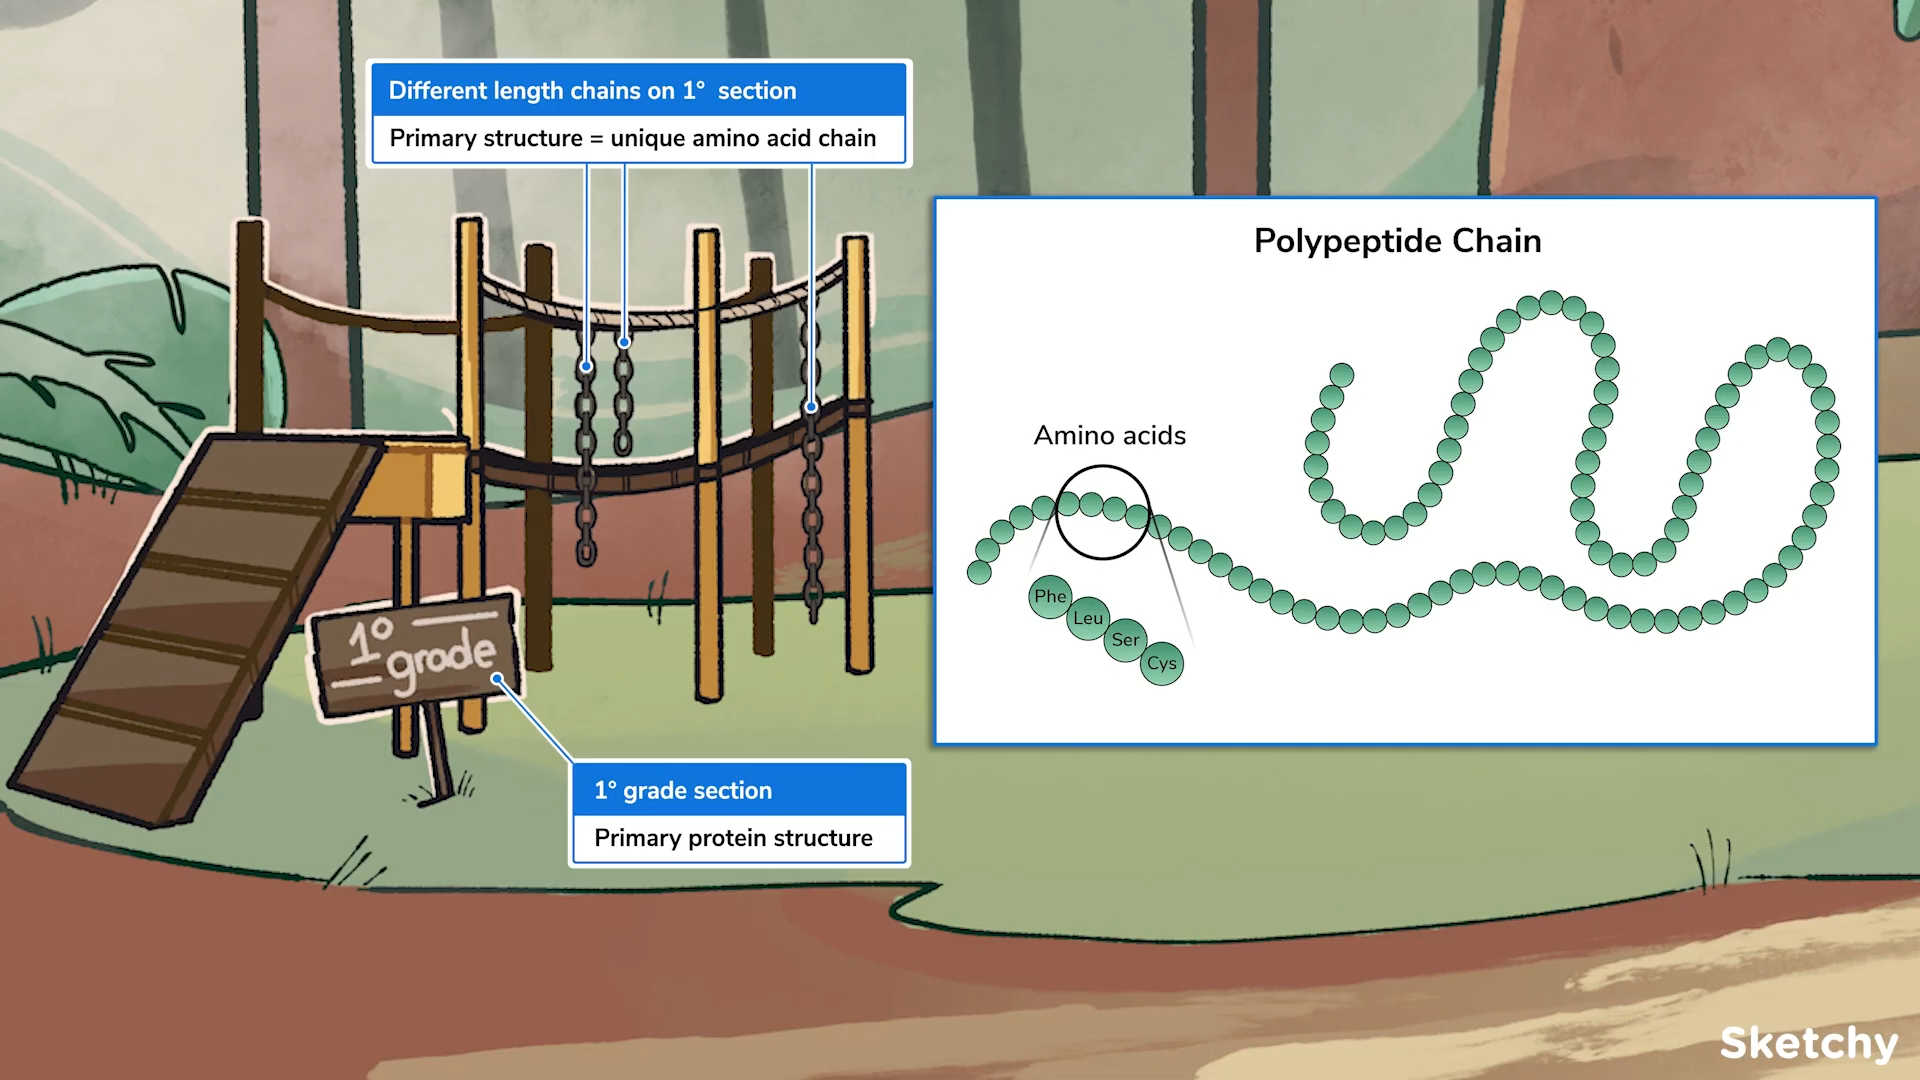 Different length chains on 1° section
Primary structure = unique amino acid chain
Polypeptide Chain
Amino acids
Phe
Leu
Ser
Cys
1°
grade
1° grade section
Primary protein structure
Sketchy